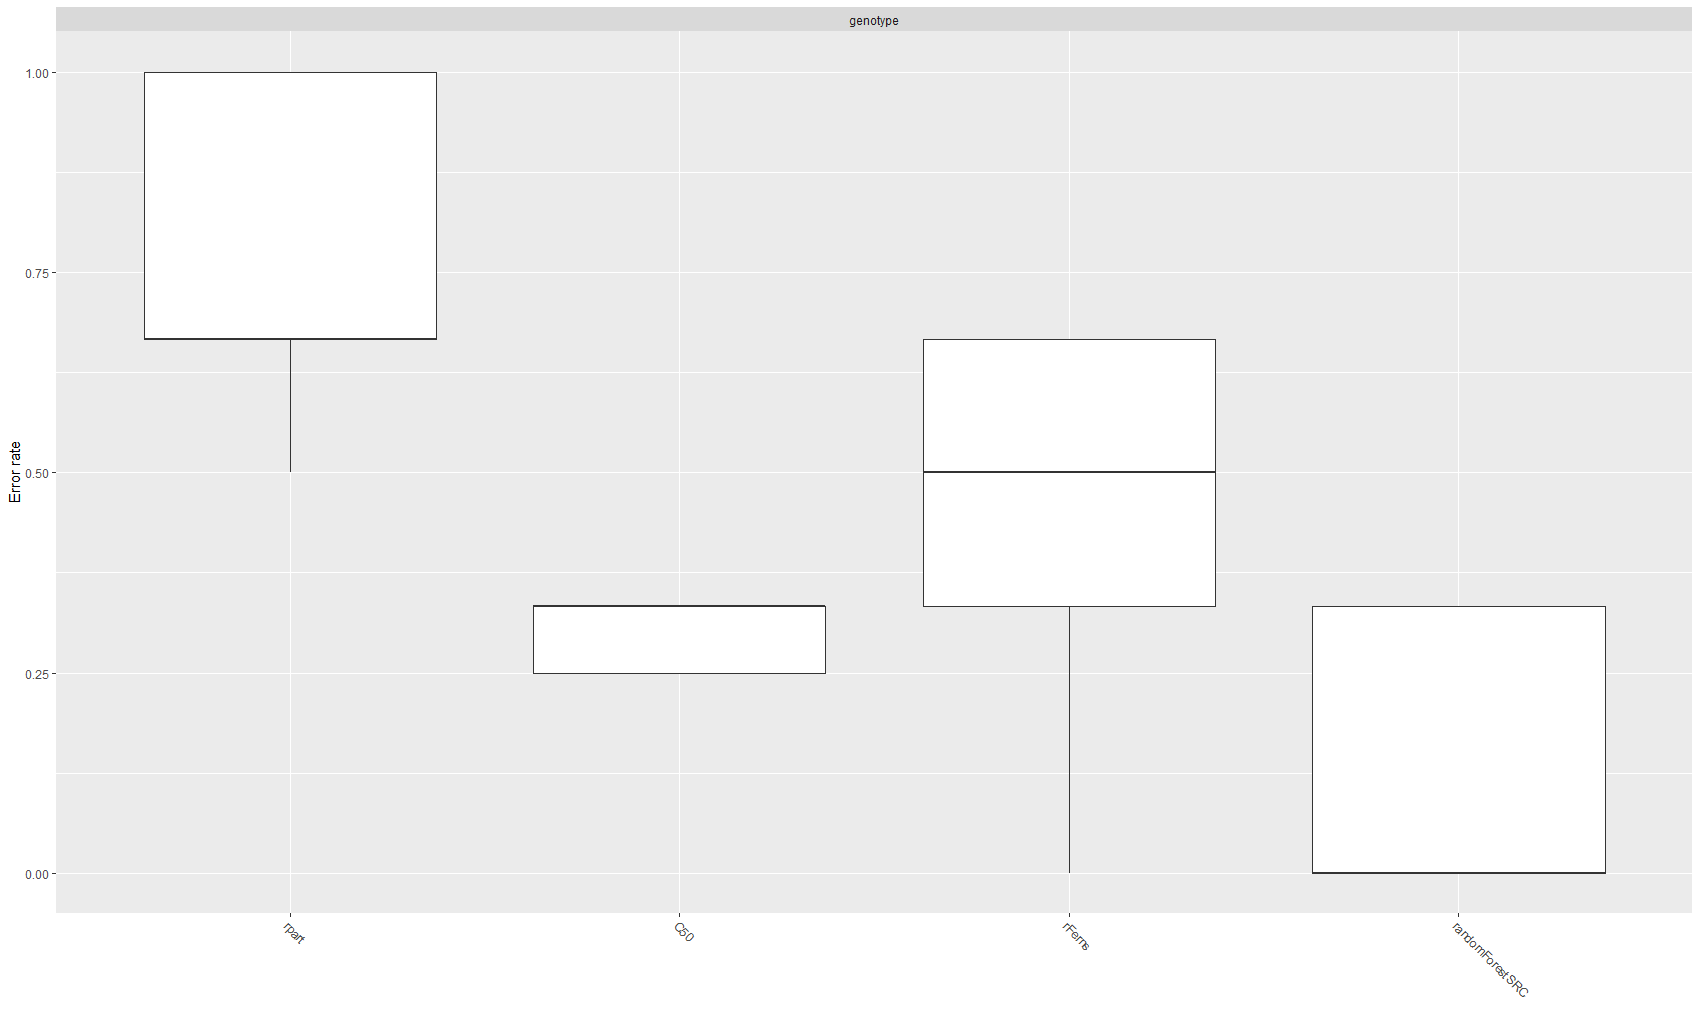 genotype
1.00
0.75
0.50
0.25
0.00
Error rate
rpart
C50
rFerns
randomForestSRC